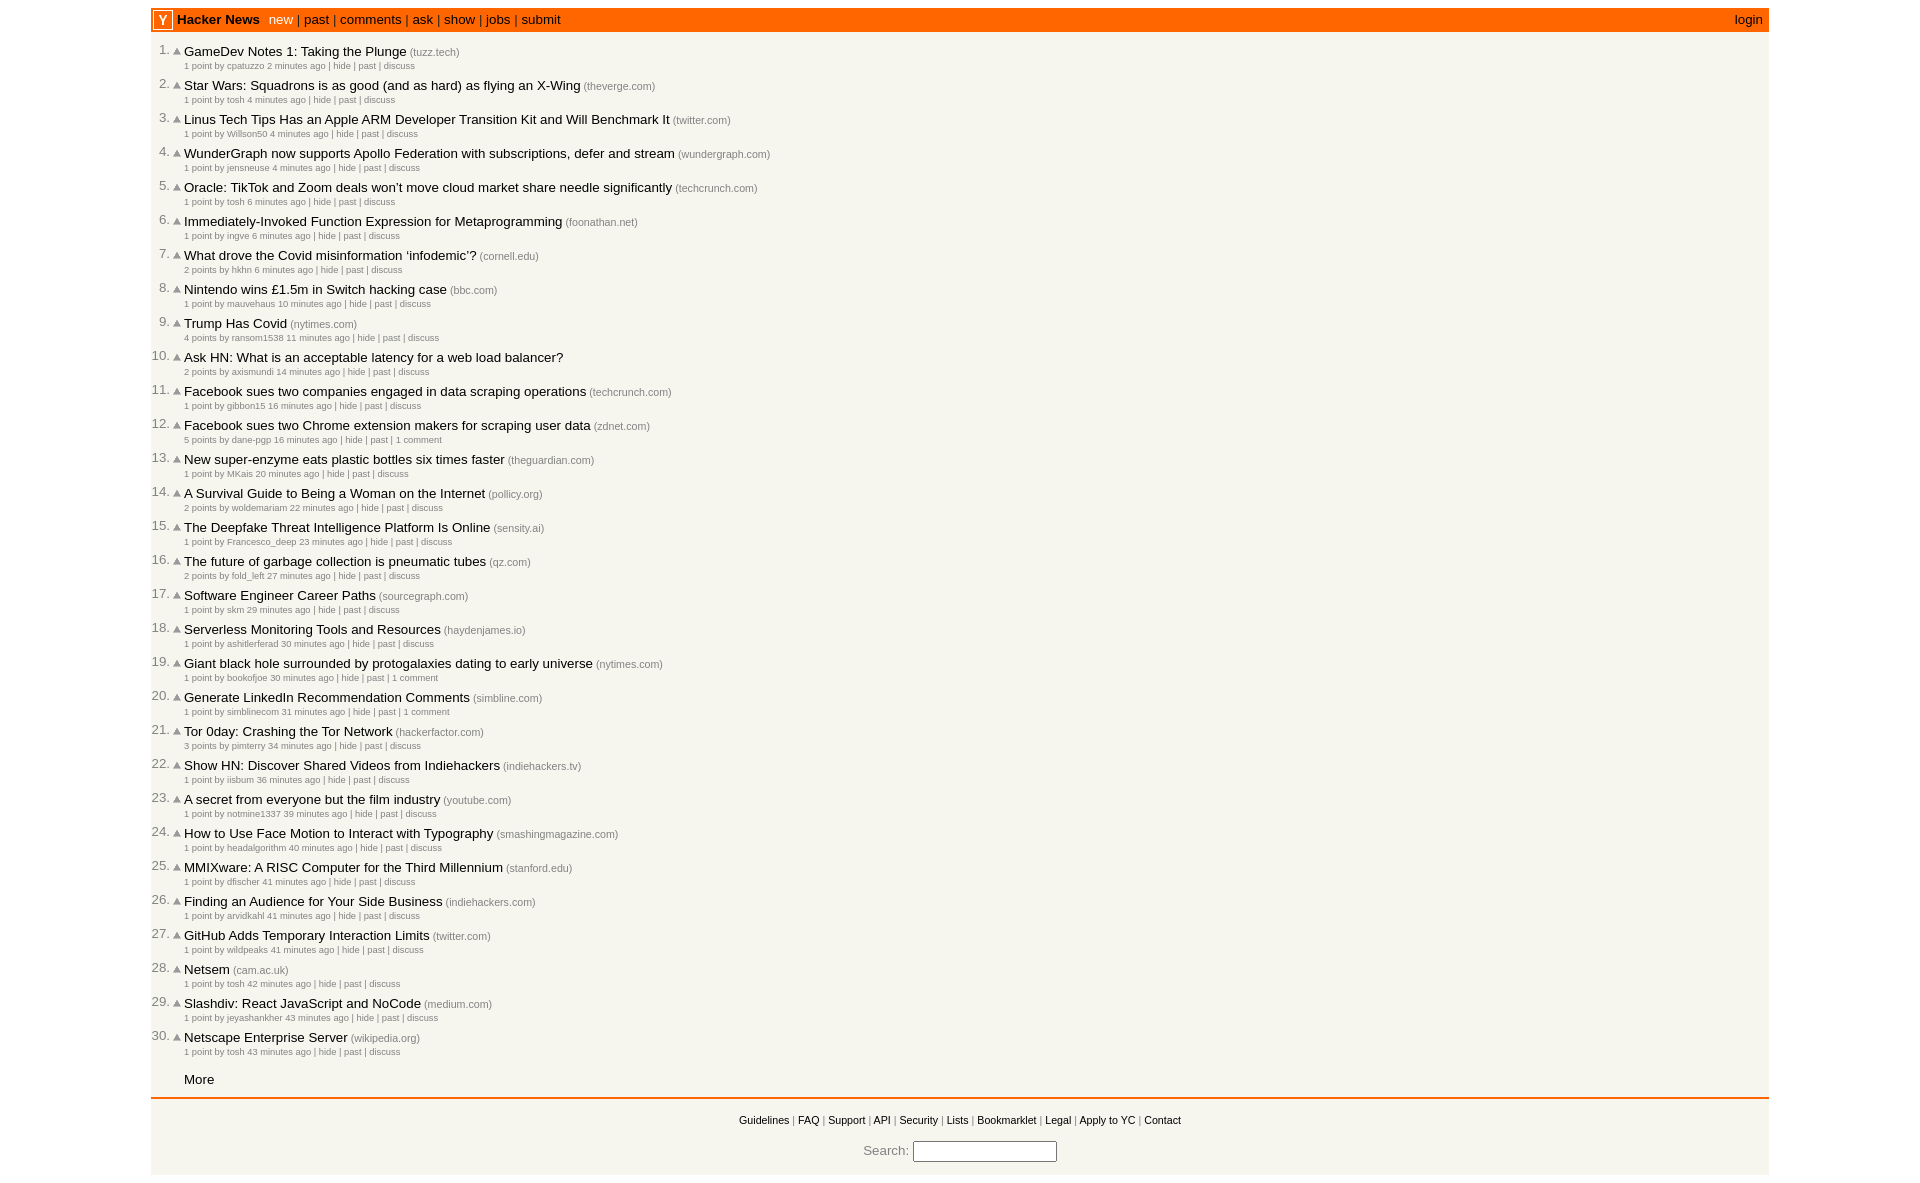 Y Hacker News new | past | comments | ask | show | jobs | submit login
1. GameDev Notes 1: Taking the Plunge (tuzz.tech)
1 point by cpatuzzo 2 minutes ago | hide | past | discuss
2. Star Wars: Squadrons is as good (and as hard) as flying an X-Wing (theverge.com)
1 point by tosh 4 minutes ago | hide | past | discuss
3. Linus Tech Tips Has an Apple ARM Developer Transition Kit and Will Benchmark It (twitter.com)
1 point by Willson50 4 minutes ago | hide | past | discuss
4. WunderGraph now supports Apollo Federation with subscriptions, defer and stream (wundergraph.com)
1 point by jensneuse 4 minutes ago | hide | past | discuss
5. Oracle: TikTok and Zoom deals won’t move cloud market share needle significantly (techcrunch.com)
1 point by tosh 6 minutes ago | hide | past | discuss
6. Immediately-Invoked Function Expression for Metaprogramming (foonathan.net)
1 point by ingve 6 minutes ago | hide | past | discuss
7. What drove the Covid misinformation ‘infodemic’? (cornell.edu)
2 points by hkhn 6 minutes ago | hide | past | discuss
8. Nintendo wins £1.5m in Switch hacking case (bbc.com)
1 point by mauvehaus 10 minutes ago | hide | past | discuss
9. Trump Has Covid (nytimes.com)
4 points by ransom1538 11 minutes ago | hide | past | discuss
10. Ask HN: What is an acceptable latency for a web load balancer?
2 points by axismundi 14 minutes ago | hide | past | discuss
11. Facebook sues two companies engaged in data scraping operations (techcrunch.com)
1 point by gibbon15 16 minutes ago | hide | past | discuss
12. Facebook sues two Chrome extension makers for scraping user data (zdnet.com)
5 points by dane-pgp 16 minutes ago | hide | past | 1 comment
13. New super-enzyme eats plastic bottles six times faster (theguardian.com)
1 point by MKais 20 minutes ago | hide | past | discuss
14. A Survival Guide to Being a Woman on the Internet (pollicy.org)
2 points by woldemariam 22 minutes ago | hide | past | discuss
15. The Deepfake Threat Intelligence Platform Is Online (sensity.ai)
1 point by Francesco_deep 23 minutes ago | hide | past | discuss
16. The future of garbage collection is pneumatic tubes (qz.com)
2 points by fold_left 27 minutes ago | hide | past | discuss
17. Software Engineer Career Paths (sourcegraph.com)
1 point by skm 29 minutes ago | hide | past | discuss
18. Serverless Monitoring Tools and Resources (haydenjames.io)
1 point by ashitlerferad 30 minutes ago | hide | past | discuss
19. Giant black hole surrounded by protogalaxies dating to early universe (nytimes.com)
1 point by bookofjoe 30 minutes ago | hide | past | 1 comment
20. Generate LinkedIn Recommendation Comments (simbline.com)
1 point by simblinecom 31 minutes ago | hide | past | 1 comment
21. Tor 0day: Crashing the Tor Network (hackerfactor.com)
3 points by pimterry 34 minutes ago | hide | past | discuss
22. Show HN: Discover Shared Videos from Indiehackers (indiehackers.tv)
1 point by iisbum 36 minutes ago | hide | past | discuss
23. A secret from everyone but the film industry (youtube.com)
1 point by notmine1337 39 minutes ago | hide | past | discuss
24. How to Use Face Motion to Interact with Typography (smashingmagazine.com)
1 point by headalgorithm 40 minutes ago | hide | past | discuss
25. MMIXware: A RISC Computer for the Third Millennium (stanford.edu)
1 point by dfischer 41 minutes ago | hide | past | discuss
26. Finding an Audience for Your Side Business (indiehackers.com)
1 point by arvidkahl 41 minutes ago | hide | past | discuss
27. GitHub Adds Temporary Interaction Limits (twitter.com)
1 point by wildpeaks 41 minutes ago | hide | past | discuss
28. Netsem (cam.ac.uk)
1 point by tosh 42 minutes ago | hide | past | discuss
29. Slashdiv: React JavaScript and NoCode (medium.com)
1 point by jeyashankher 43 minutes ago | hide | past | discuss
30. Netscape Enterprise Server (wikipedia.org)
1 point by tosh 43 minutes ago | hide | past | discuss
More
Guidelines | FAQ | Support | API | Security | Lists | Bookmarklet | Legal | Apply to YC | Contact
Search: